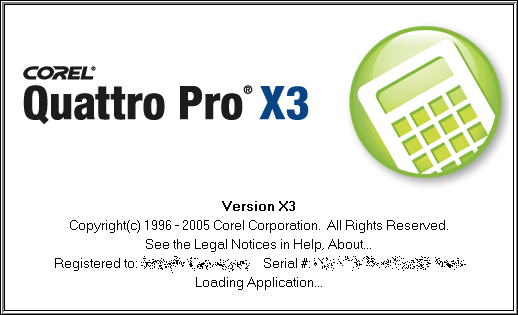 COREL®
Quattro Pro® X3
Version X3
Copyright(c) 1996 - 2005 Corel Corporation. All Rights Reserved.
See the Legal Notices in Help, About...
Registered to: Serial #:
Loading Application...